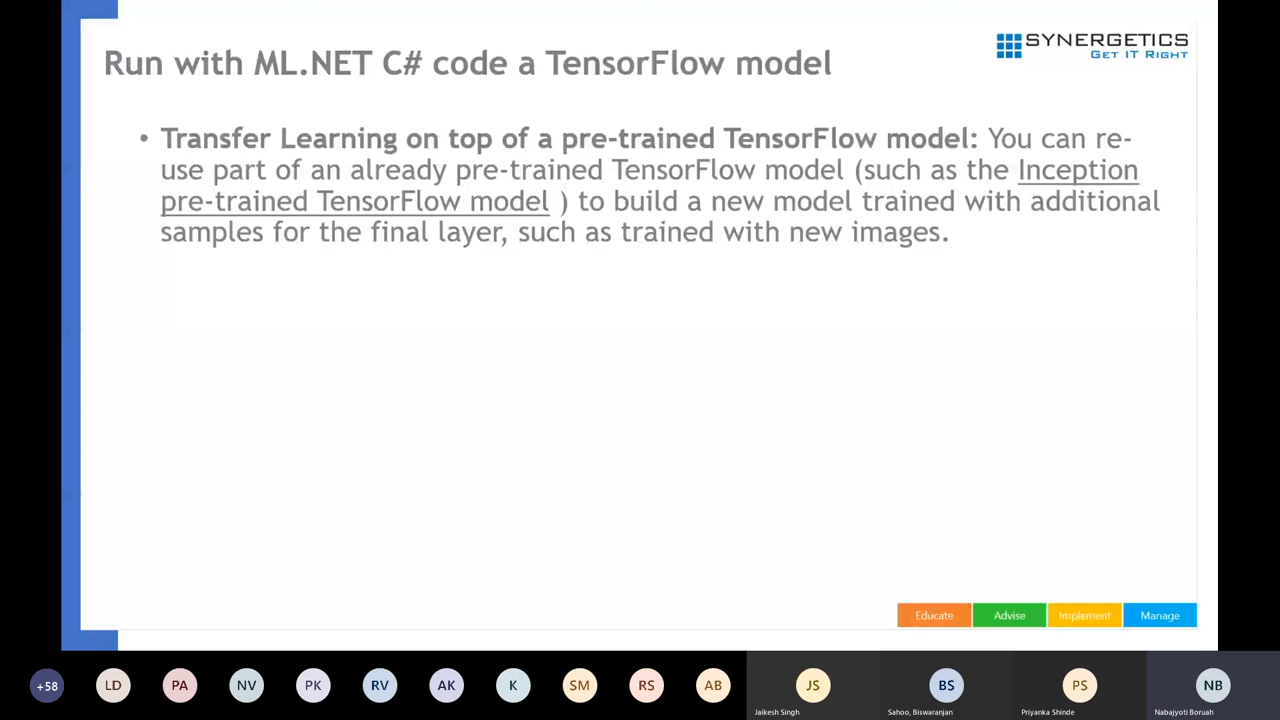 SYNERGETICS
GET IT RIGHT
Run with ML.NET C# code a TensorFlow model
• Transfer Learning on top of a pre-trained TensorFlow model: You can re-
use part of an already pre-trained TensorFlow model (such as the Inception
pre-trained TensorFlow model ) to build a new model trained with additional
samples for the final layer, such as trained with new images.
Educate Advise Implement Manage
+58 LD PA NV PK RV AK K SM RS AB JS BS PS NB
Jaikesh Singh Sahoo, Biswaranjan Priyanka Shinde Nabajyoti Boruah